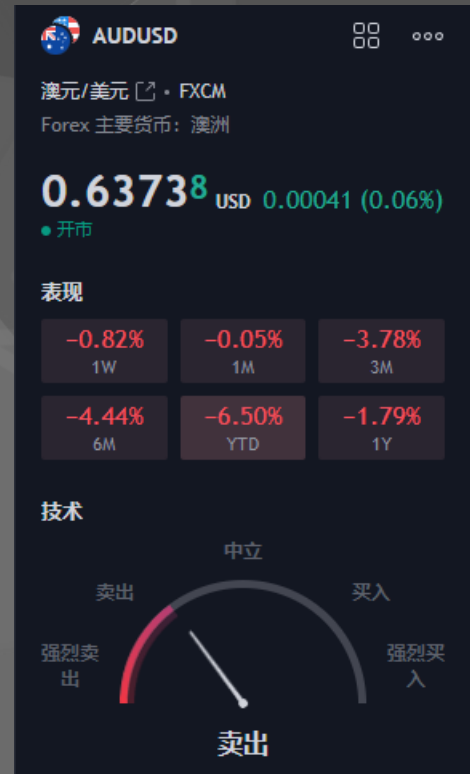 AUDUSD
澳元/美元 • FXCM
Forex 主要货币：澳洲
0.63738 USD 0.00041 (0.06%)
开市
表现
−0.82% −0.05% −3.78%
1W 1M 3M
−4.44% −6.50% −1.79%
6M YTD 1Y
技术
中立
卖出 买入
强烈卖 强烈买
出 入
卖出